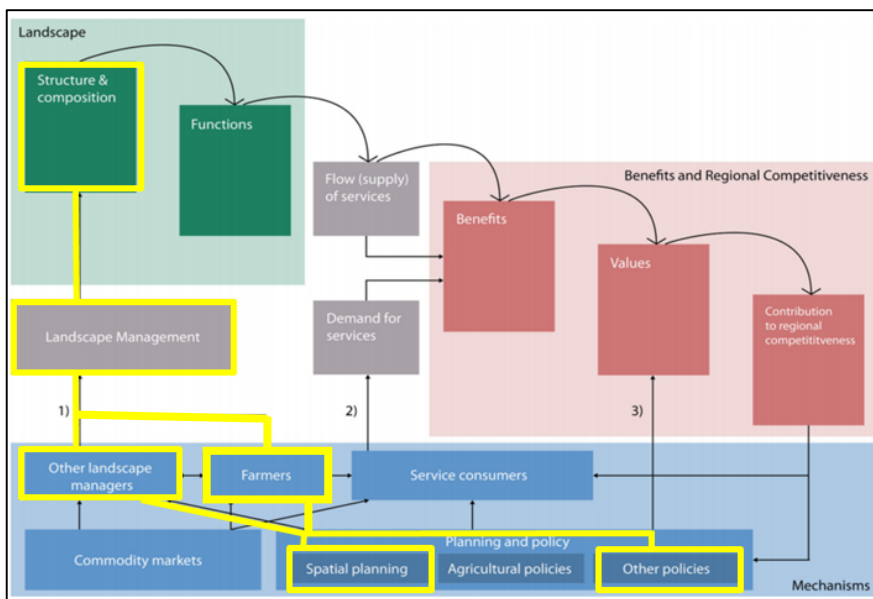 Landscape
Structure &
composition
Functions
Flow (supply)
of services
Benefits and Regional Competitiveness
Benefits
Values
Contribution
to regional
competititveness
Landscape Management
Demand for
services
1)
2)
3)
Other landscape
managers
Farmers
Service consumers
Commodity markets
Planning and policy
Spatial planning
Agricultural policies
Other policies
Mechanisms